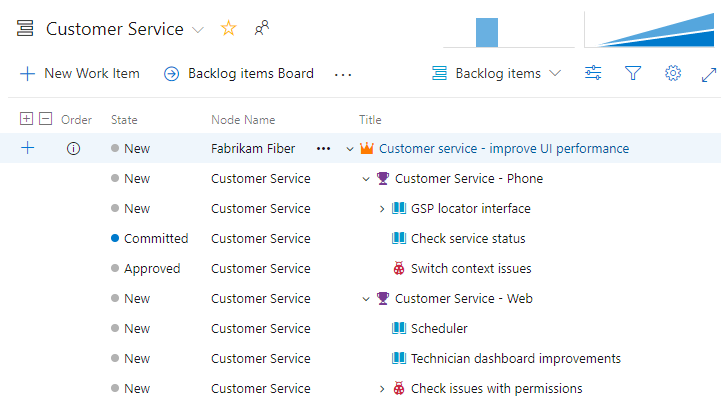 Customer Service
New Work Item Backlog items Board ... Backlog items
Order State Node Name Title
New Fabrikam Fiber ... Customer service - improve UI performance
New Customer Service Customer Service - Phone
New Customer Service GSP locator interface
Committed Customer Service Check service status
Approved Customer Service Switch context issues
New Customer Service Customer Service - Web
New Customer Service Scheduler
New Customer Service Technician dashboard improvements
New Customer Service Check issues with permissions